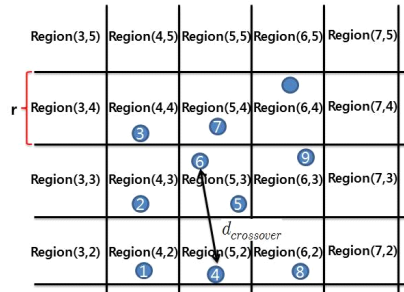 Region(3,5) Region(4,5) Region(5,5) Region(6,5) Region(7,5)
r
Region(3,4) Region(4,4) Region(5,4) Region(6,4) Region(7,4)
3 7
6 9
Region(3,3) Region(4,3) Region(5,3) Region(6,3) Region(7,3)
2 5
d crossover
Region(3,2) Region(4,2) Region(5,2) Region(6,2) Region(7,2)
1 4 8